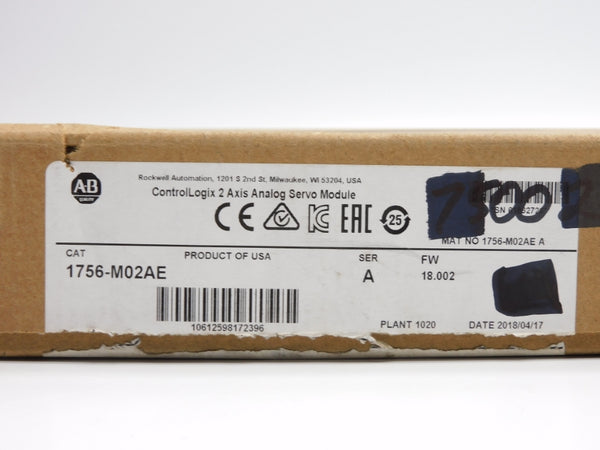 A-B
QUALITY
Rockwell Automation, 1201 S 2nd St, Milwaukee, WI 53204, USA
ControlLogix 2 Axis Analog Servo Module
CE EAC 25
MAT NO 1756-M02AE A
CAT
PRODUCT OF USA
SER
FW
1756-M02AE
A
18.002
10612598172396
PLANT 1020
DATE 2018/04/17